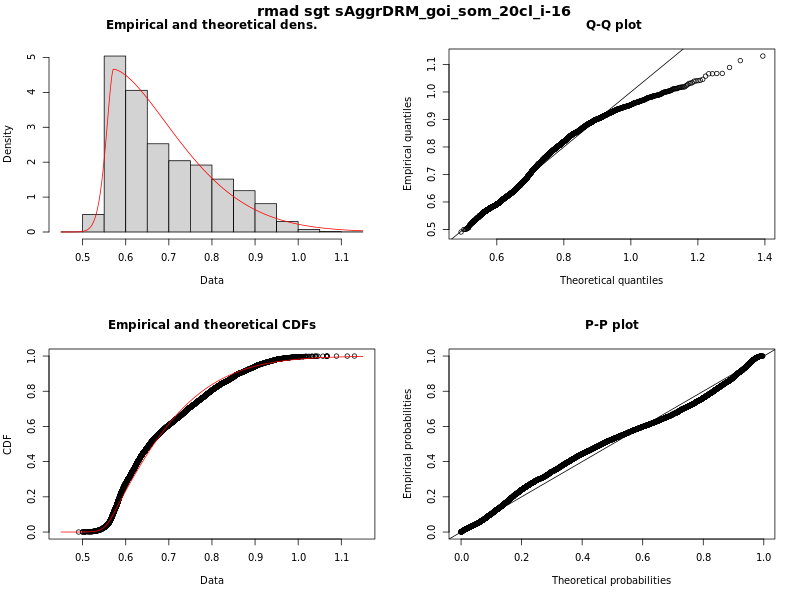 rmad sgt sAggrDRM_goi_som_20cl_i-16
Empirical and theoretical dens.
Density
0 1 2 3 4 5
0.5 0.6 0.7 0.8 0.9 1.0 1.1
Data
Q-Q plot
Empirical quantiles
0.5 0.6 0.7 0.8 0.9 1.0 1.1
0.6 0.8 1.0 1.2 1.4
Theoretical quantiles
Empirical and theoretical CDFs
CDF
0.0 0.2 0.4 0.6 0.8 1.0
0.5 0.6 0.7 0.8 0.9 1.0 1.1
Data
P-P plot
Empirical probabilities
0.0 0.2 0.4 0.6 0.8 1.0
0.0 0.2 0.4 0.6 0.8 1.0
Theoretical probabilities